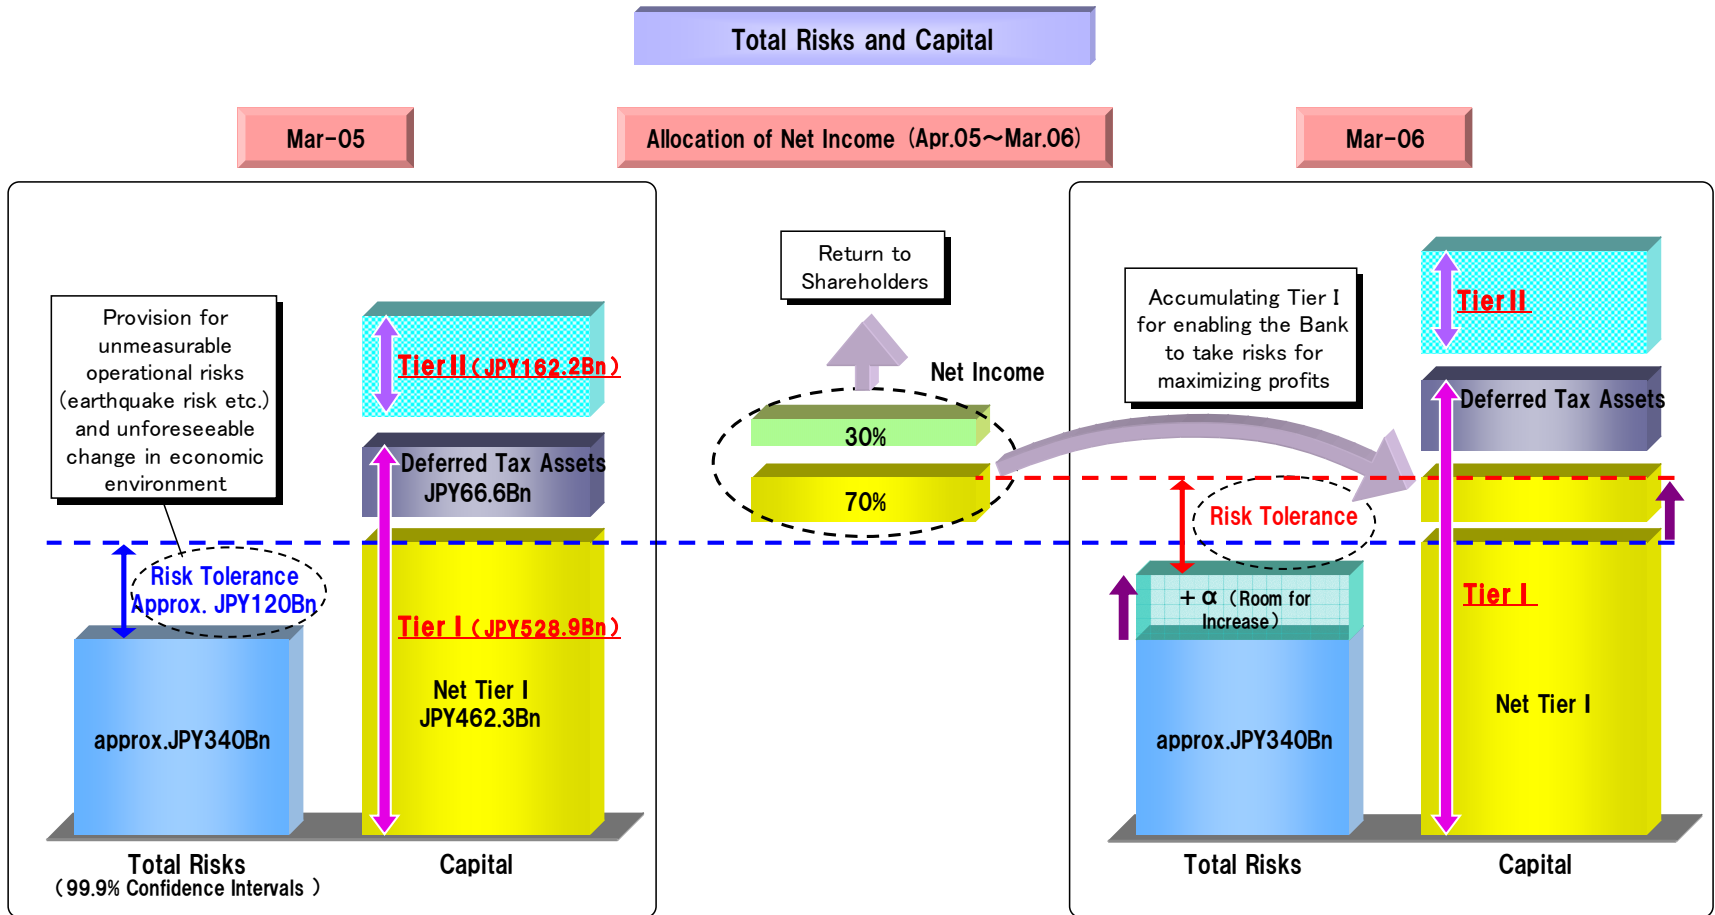 Total Risks and Capital
Mar-05
Allocation of Net Income (Apr.05～Mar.06)
Mar-06
Provision for
unmeasurable
operational risks
(earthquake risk etc.)
and unforeseeable
change in economic
environment
Tier II (JPY162.2Bn)
Deferred Tax Assets
JPY66.6Bn
Risk Tolerance
Approx. JPY120Bn
Tier I (JPY528.9Bn)
Net Tier I
JPY462.3Bn
approx.JPY340Bn
Total Risks
(99.9% Confidence Intervals )
Capital
Return to
Shareholders
Net Income
30%
70%
Accumulating Tier I
for enabling the Bank
to take risks for
maximizing profits
Tier II
Deferred Tax Assets
Risk Tolerance
+α (Room for
Increase)
Tier I
Net Tier I
approx.JPY340Bn
Total Risks
Capital